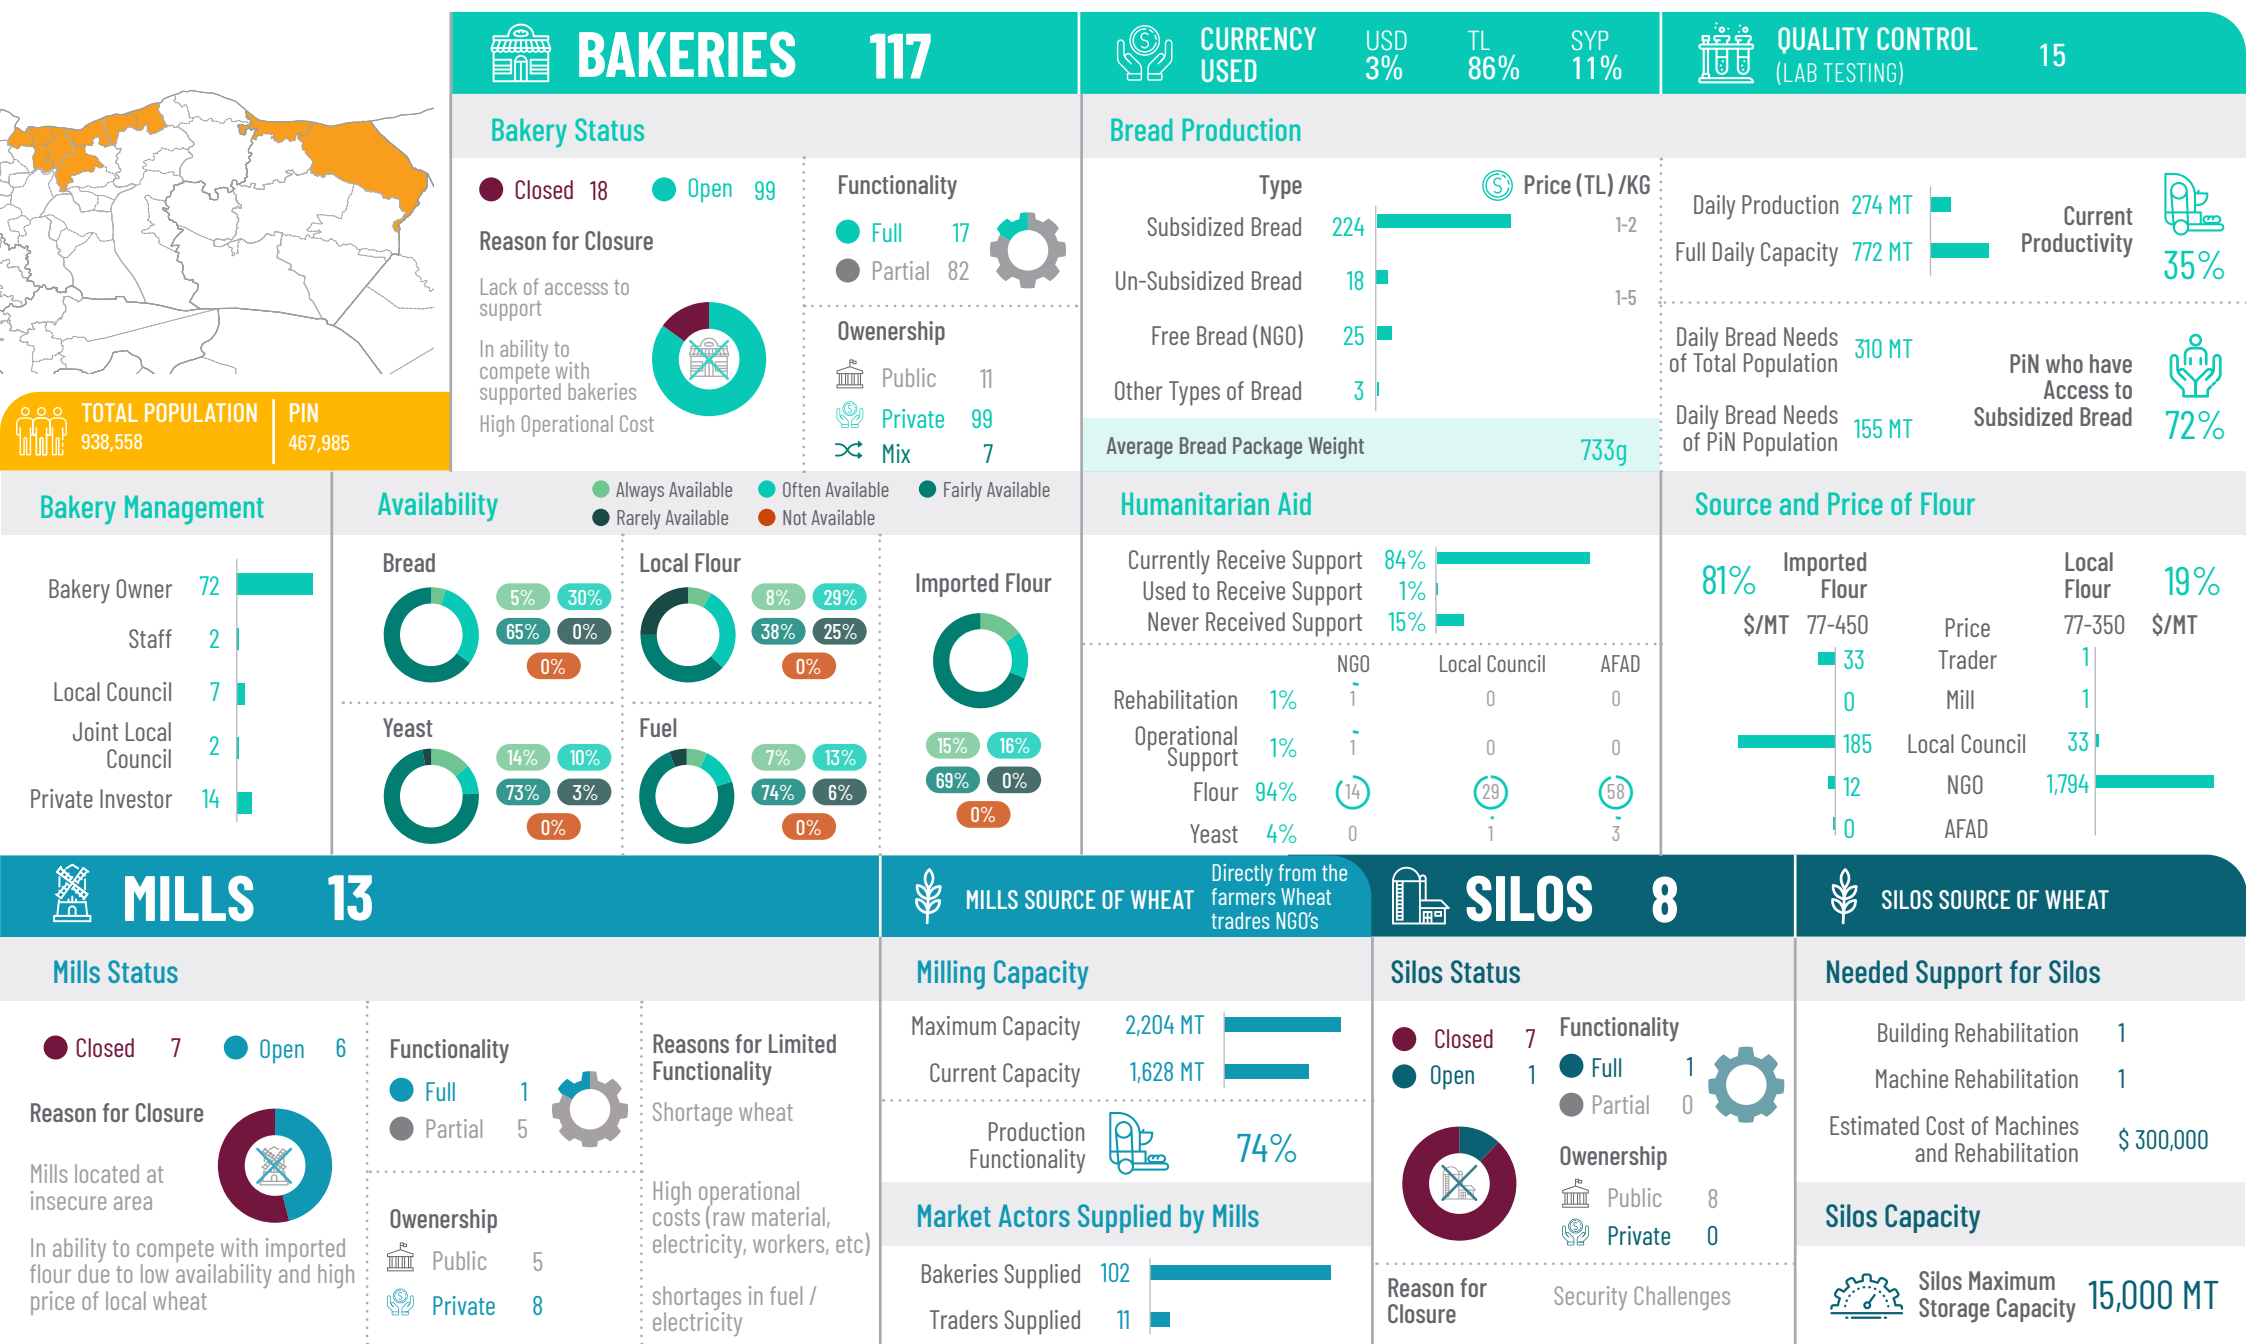 BAKERIES 117
CURRENCY
USED
USD
3%
TL
86%
SYP
11%
QUALITY CONTROL
(LAB TESTING)
15
TOTAL POPULATION
938,558
PIN
467,985
Bakery Status
Closed 18
Open 99
Reason for Closure
Lack of accesss to
support
In ability to
compete with
supported bakeries
High Operational Cost
Functionality
Full 17
Partial 82
Owenership
Public 11
Private 99
Mix 7
Bread Production
Type
Price (TL) /KG
Subsidized Bread 224
1-2
Un-Subsidized Bread 18
1-5
Free Bread (NGO) 25
Other Types of Bread 3
Average Bread Package Weight 733g
Daily Production 274 MT
Full Daily Capacity 772 MT
Current
Productivity
35%
Daily Bread Needs
of Total Population
310 MT
Daily Bread Needs
of PiN Population
155 MT
PiN who have
Access to
Subsidized Bread
72%
Bakery Management
Bakery Owner 72
Staff 2
Local Council 7
Joint Local
Council
2
Private Investor 14
Availability
Always Available
Often Available
Fairly Available
Rarely Available
Not Available
Bread
5% 30%
65% 0%
0%
Local Flour
8% 29%
38% 25%
0%
Imported Flour
15% 16%
69% 0%
0%
Yeast
14% 10%
73% 3%
0%
Fuel
7% 13%
74% 6%
0%
Humanitarian Aid
Currently Receive Support 84%
Used to Receive Support 1%
Never Received Support 15%
NGO Local Council AFAD
Rehabilitation 1% 1 0 0
Operational
Support
1% 1 0 0
Flour 94% 14 29 58
Yeast 4% 0 1 3
Source and Price of Flour
81%
Imported
Flour
Local
Flour
19%
$/MT 77-450 Price 77-350 $/MT
33 Trader 1
0 Mill 1
185 Local Council 33
12 NGO 1,794
0 AFAD
MILLS 13
MILLS SOURCE OF WHEAT
Directly from the
farmers Wheat
tradres NGO's
SILOS 8
SILOS SOURCE OF WHEAT
Mills Status
Closed 7
Open 6
Reason for Closure
Mills located at
insecure area
In ability to compete with imported
flour due to low availability and high
price of local wheat
Functionality
Full 1
Partial 5
Owenership
Public 5
Private 8
Reasons for Limited
Functionality
Shortage wheat
High operational
costs (raw material,
electricity, workers, etc)
shortages in fuel /
electricity
Milling Capacity
Maximum Capacity 2,204 MT
Current Capacity 1,628 MT
Production
Functionality
74%
Market Actors Supplied by Mills
Bakeries Supplied 102
Traders Supplied 11
Silos Status
Closed 7
Open 1
Functionality
Full 1
Partial 0
Owenership
Public 8
Private 0
Reason for
Closure
Security Challenges
Needed Support for Silos
Building Rehabilitation 1
Machine Rehabilitation 1
Estimated Cost of Machines
and Rehabilitation
$ 300,000
Silos Capacity
Silos Maximum
Storage Capacity
15,000 MT